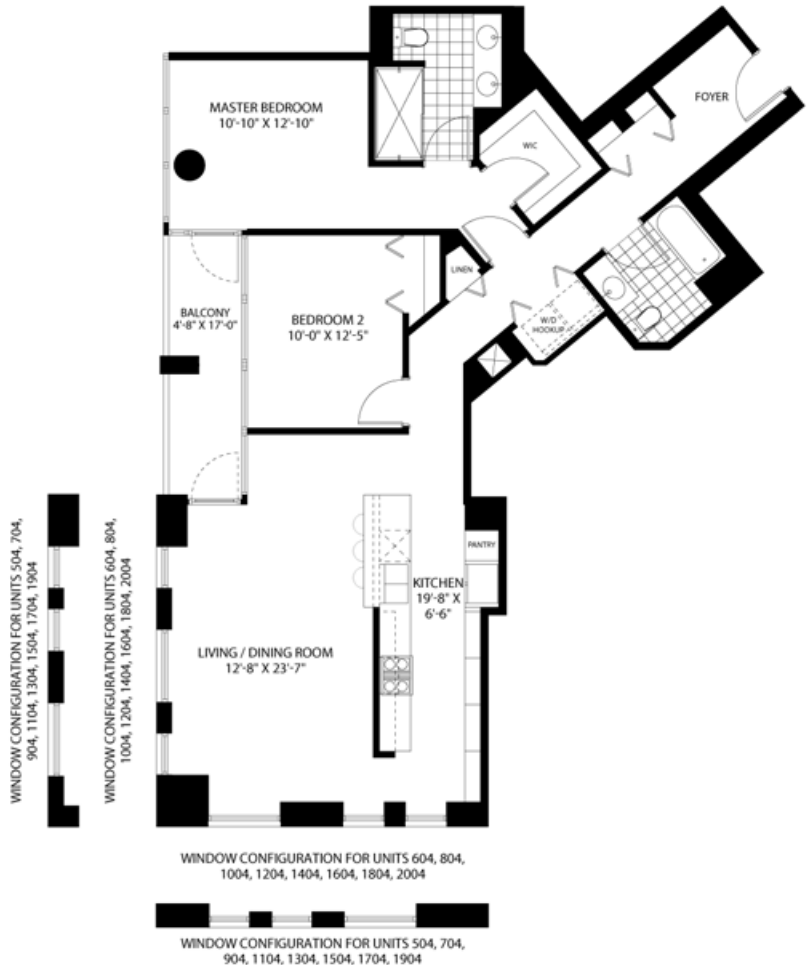 FOYER
MASTER BEDROOM
10'-10" X 12'-10"
WIC
LINEN
BALCONY
4'-8" X 17'-0"
BEDROOM 2
10'-0" X 12'-5"
W/D
HOOKUP
PANTRY
KITCHEN
19'-8" X
6'-6"
LIVING / DINING ROOM
12'-8" X 23'-7"
WINDOW CONFIGURATION FOR UNITS 504, 704,
904, 1104, 1304, 1504, 1704, 1904
WINDOW CONFIGURATION FOR UNITS 604, 804,
1004, 1204, 1404, 1604, 1804, 2004
WINDOW CONFIGURATION FOR UNITS 604, 804,
1004, 1204, 1404, 1604, 1804, 2004
WINDOW CONFIGURATION FOR UNITS 504, 704,
904, 1104, 1304, 1504, 1704, 1904